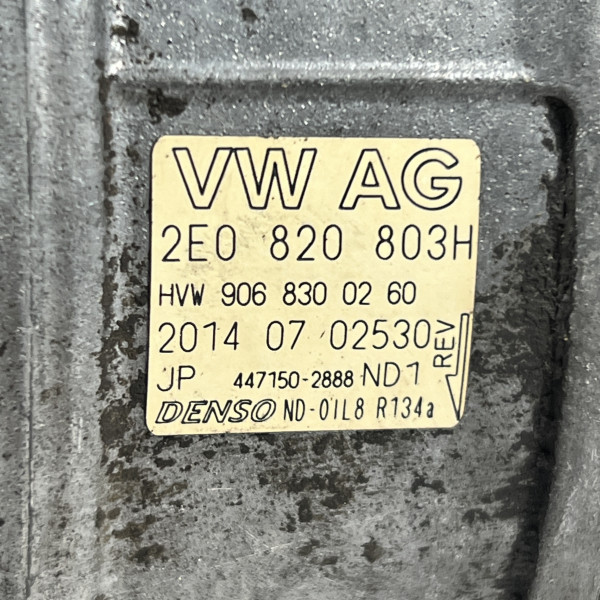 VW AG
2E0 820 803H
HVW 906 830 02 60
2014 07 02530
REV
JP 447150-2888 ND1
DENSO ND-OIL8 R134a